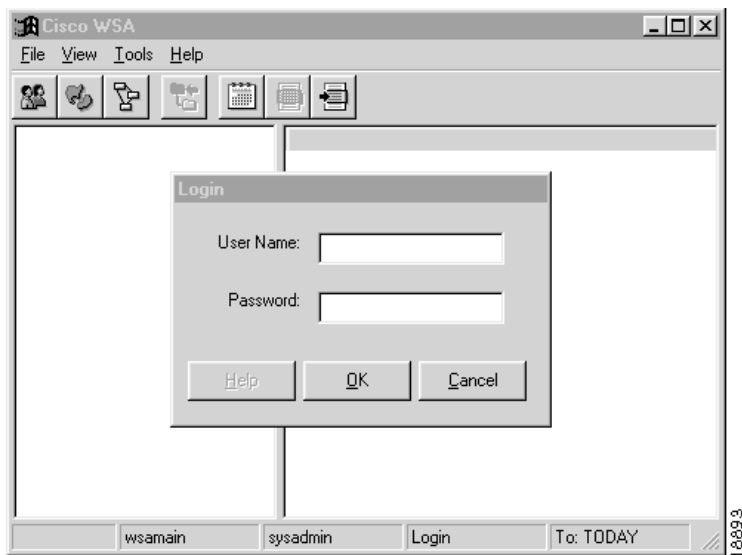 Cisco WSA
File View Tools Help
Login
User Name:
Password:
Help OK Cancel
wsamain sysadmin Login To: TODAY
18893